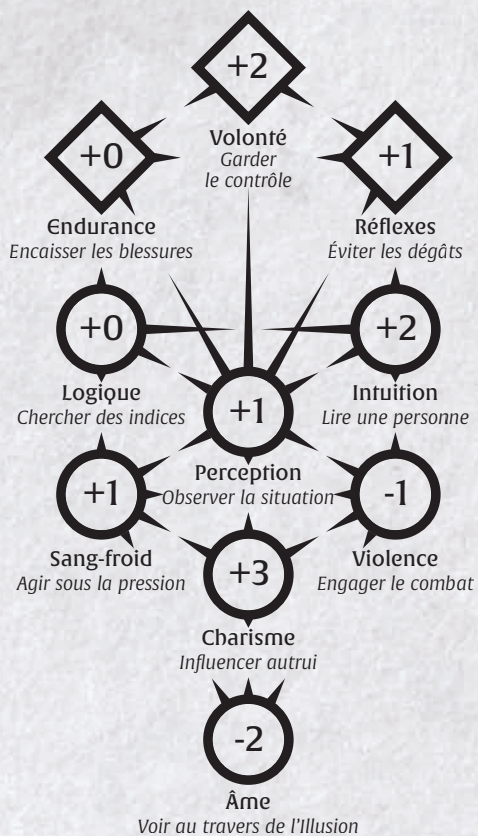 +2
Volonté
Garder
le contrôle
+0
Endurance
Encaisser les blessures
+1
Réflexes
Éviter les dégâts
+0
Logique
Chercher des indices
+2
Intuition
Lire une personne
+1
Perception
Observer la situation
+1
Sang-froid
Agir sous la pression
-1
Violence
Engager le combat
+3
Charisme
Influencer autrui
-2
Âme
Voir au travers de l'Illusion